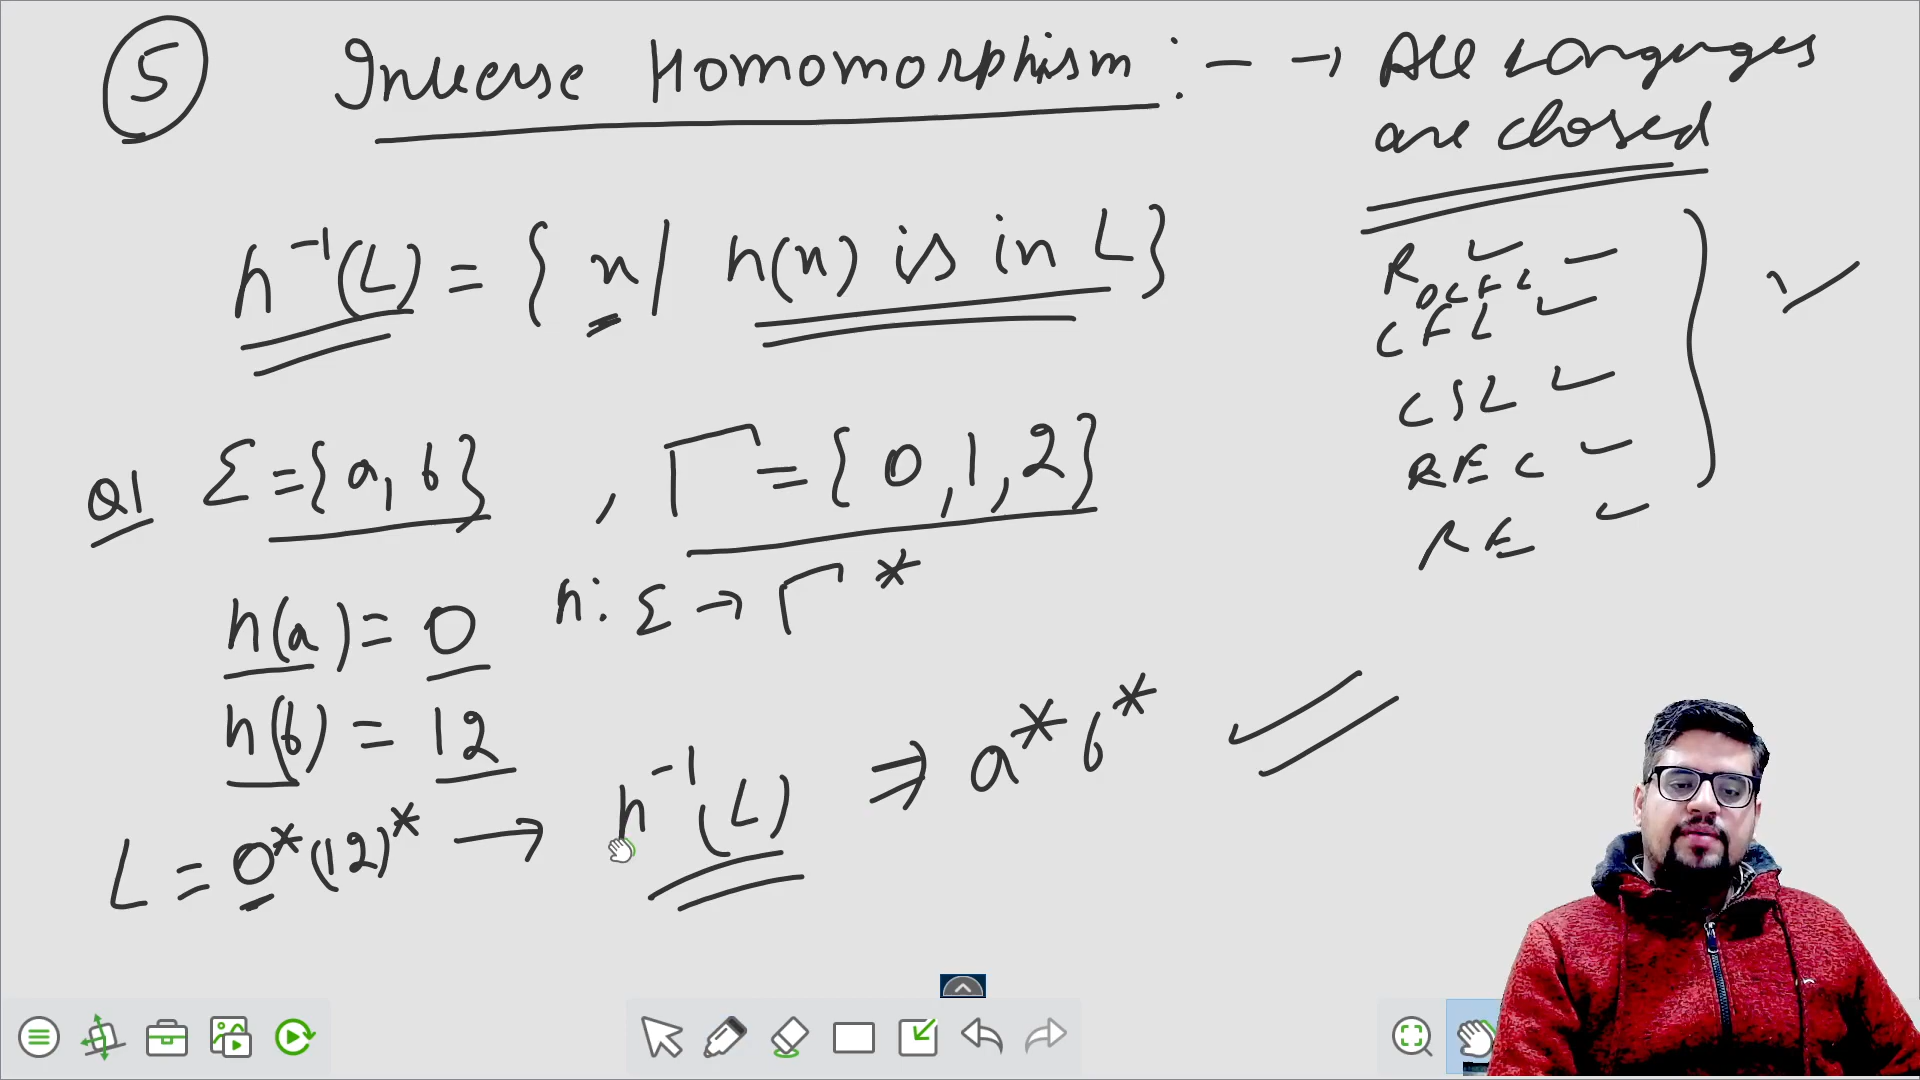 5 Inverse Homomorphism :- → All Languages
are closed
h⁻¹(L) = { x / h(x) is in L }
R ✓
DCFL
CFL ✓
CSL ✓
REC ✓
RE ✓
Q1 Σ = {a, b} , Γ = {0, 1, 2}
h: Σ → Γ*
h(a) = 0
h(b) = 12
L = 0*(12)* → h⁻¹(L) ⇒ a*b*